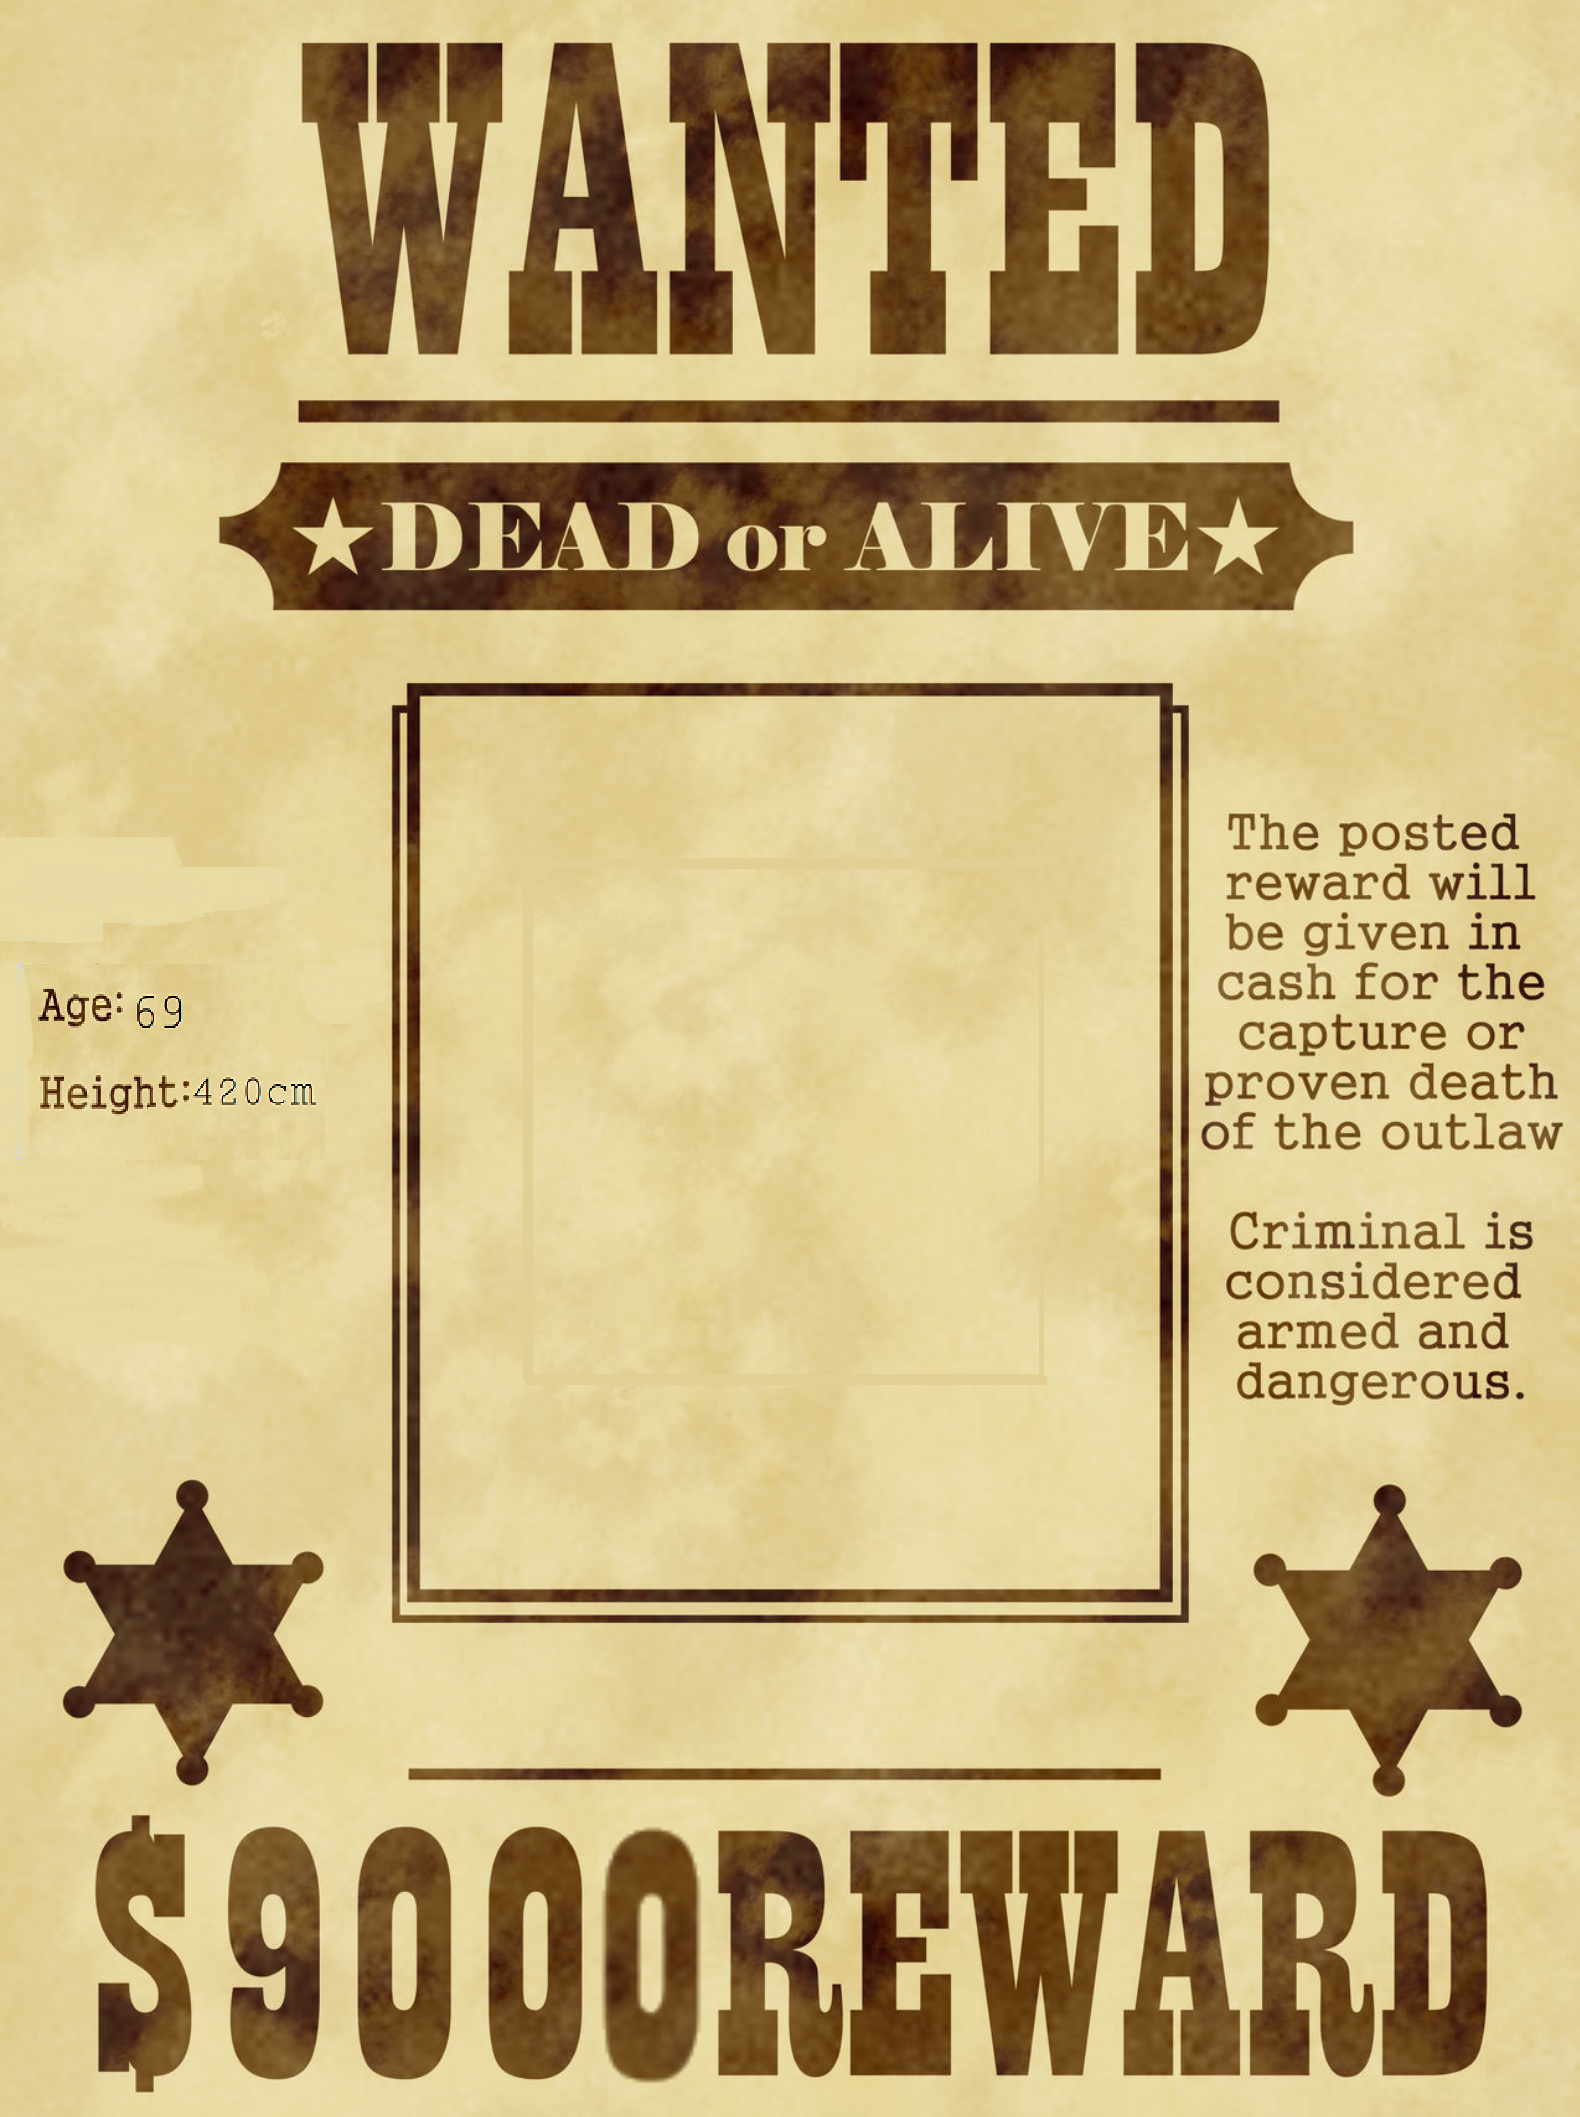 WANTED
★DEAD or ALIVE★
Age: 69
Height:420cm
The posted
reward will
be given in
cash for the
capture or
proven death
of the outlaw
Criminal is
considered
armed and
dangerous.
$9000REWARD